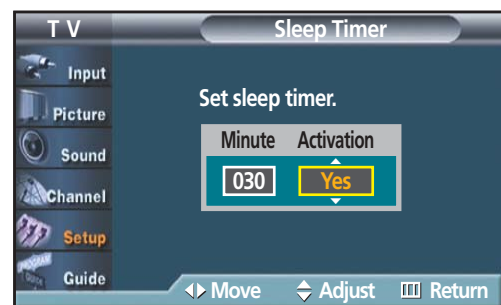 T V
Sleep Timer
Input
Picture
Sound
Channel
Setup
Guide
Set sleep timer.
Minute Activation
030 Yes
Move Adjust Return